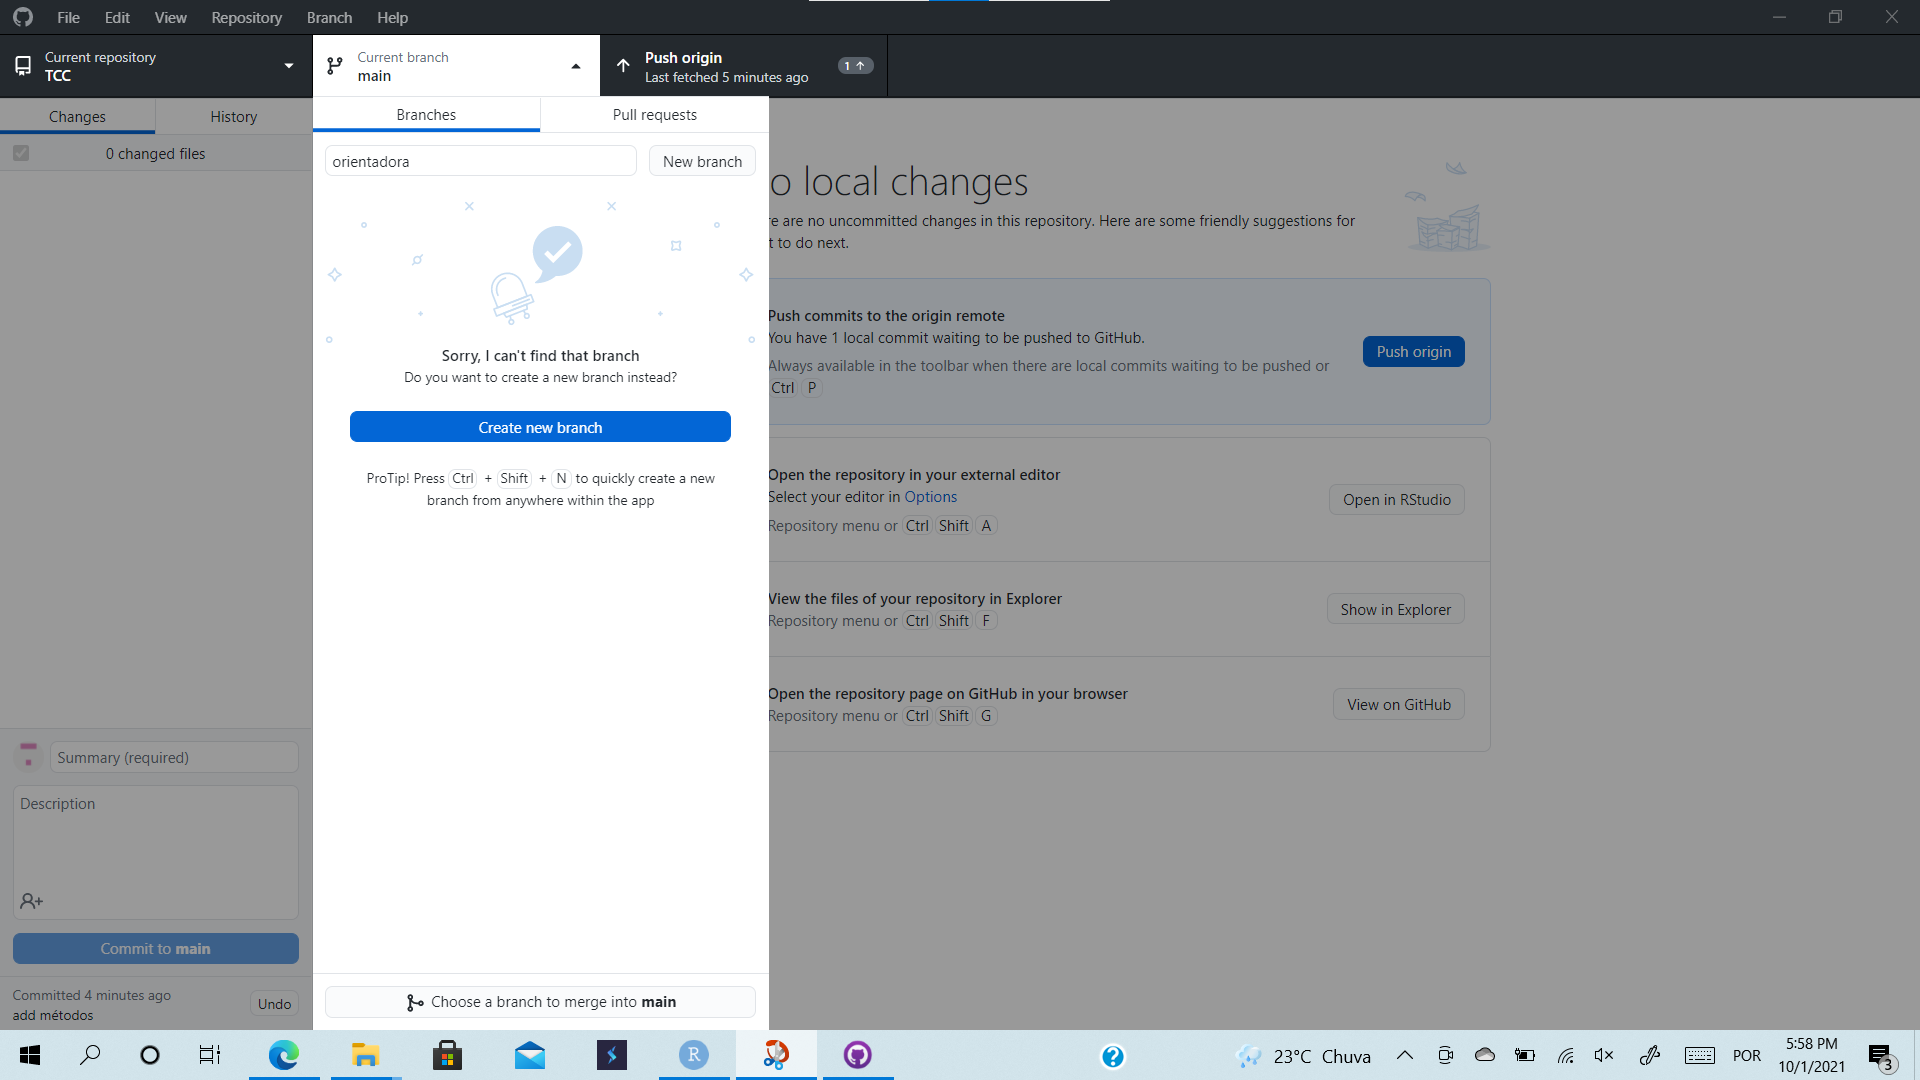 File Edit View Repository Branch Help
Current repository
TCC
Current branch
main
Push origin
Last fetched 5 minutes ago
1
Changes
History
0 changed files
Branches
Pull requests
orientadora
New branch
Sorry, I can't find that branch
Do you want to create a new branch instead?
Create new branch
ProTip! Press Ctrl + Shift + N to quickly create a new
branch from anywhere within the app
Choose a branch to merge into main
o local changes
re are no uncommitted changes in this repository. Here are some friendly suggestions for
t to do next.
Push commits to the origin remote
You have 1 local commit waiting to be pushed to GitHub.
Always available in the toolbar when there are local commits waiting to be pushed or
Ctrl P
Push origin
Open the repository in your external editor
Select your editor in Options
Repository menu or Ctrl Shift A
Open in RStudio
View the files of your repository in Explorer
Repository menu or Ctrl Shift F
Show in Explorer
Open the repository page on GitHub in your browser
Repository menu or Ctrl Shift G
View on GitHub
Summary (required)
Description
Commit to main
Committed 4 minutes ago
add métodos
Undo
R
?
23°C Chuva
POR
5:58 PM
10/1/2021
3